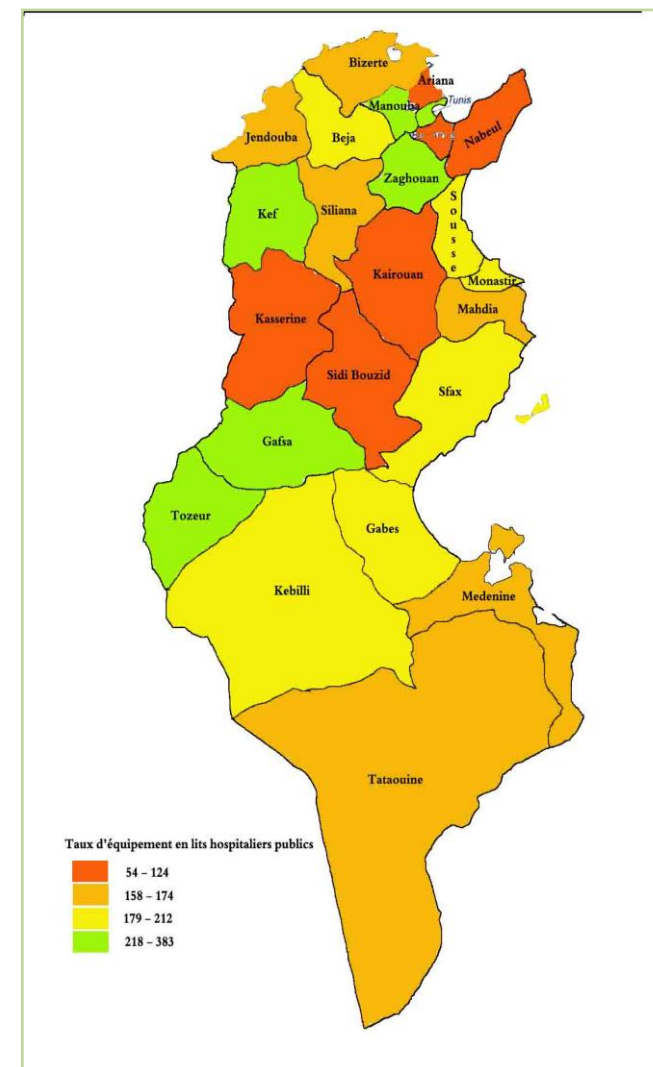 Bizerte
Ariana
Tunis
Manouba
Nabeul
Jendouba
Beja
Zaghouan
Sousse
Kef
Siliana
Kairouan
Monastir
Mahdia
Kasserine
Sidi Bouzid
Sfax
Gafsa
Tozeur
Gabes
Kebilli
Medenine
Tataouine
Taux d'équipement en lits hospitaliers publics
54 – 124
158 – 174
179 – 212
218 – 383